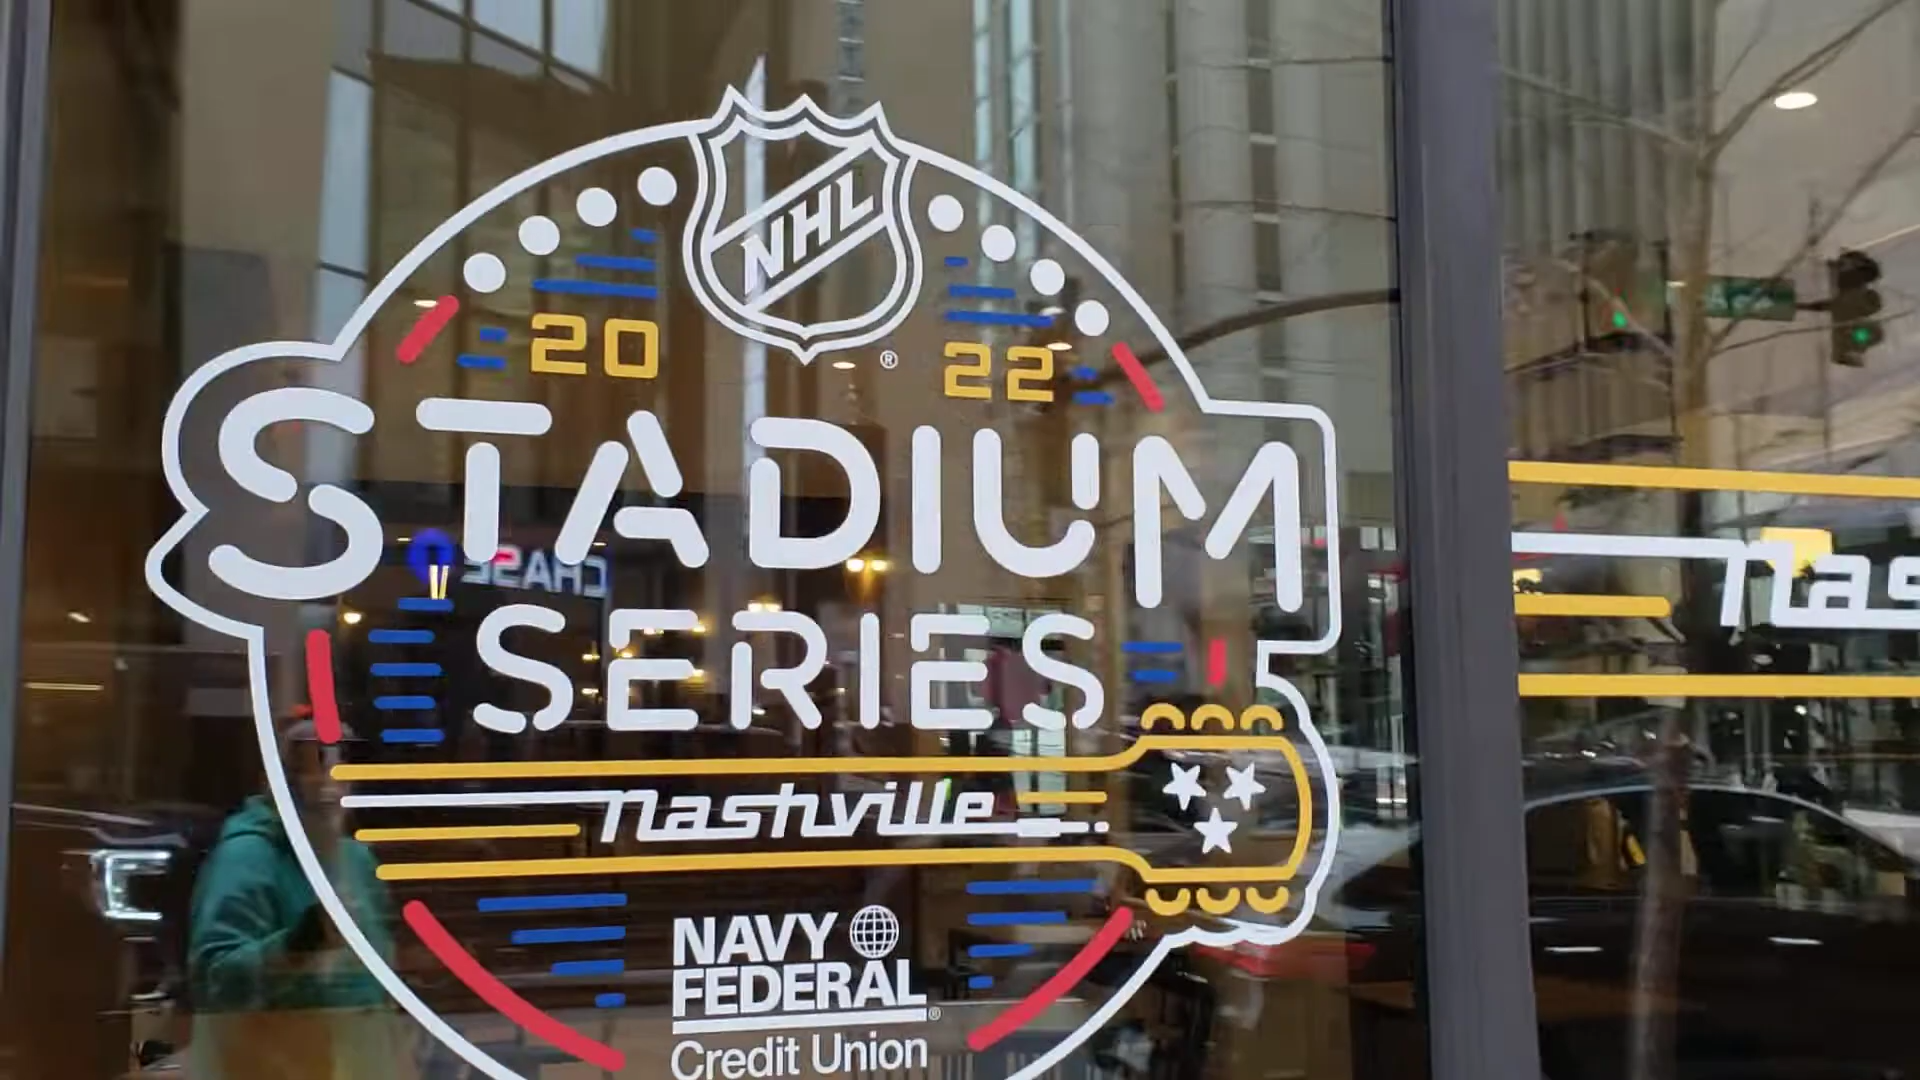 NHL
®
20 22
STADIUM
SERIES
CHASE
Nashville
Nas
NAVY
FEDERAL®
Credit Union